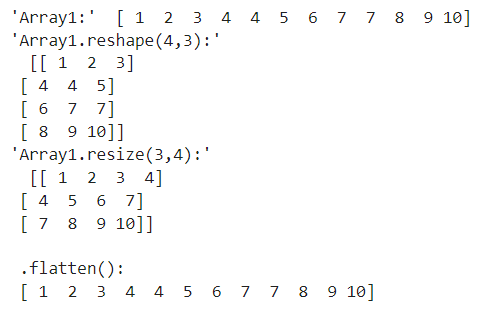 'Array1:'  [ 1  2  3  4  4  5  6  7  7  8  9 10]
'Array1.reshape(4,3):'
  [[ 1  2  3]
 [ 4  4  5]
 [ 6  7  7]
 [ 8  9 10]]
'Array1.resize(3,4):'
  [[ 1  2  3  4]
 [ 4  5  6  7]
 [ 7  8  9 10]]

 .flatten():
 [ 1  2  3  4  4  5  6  7  7  8  9 10]